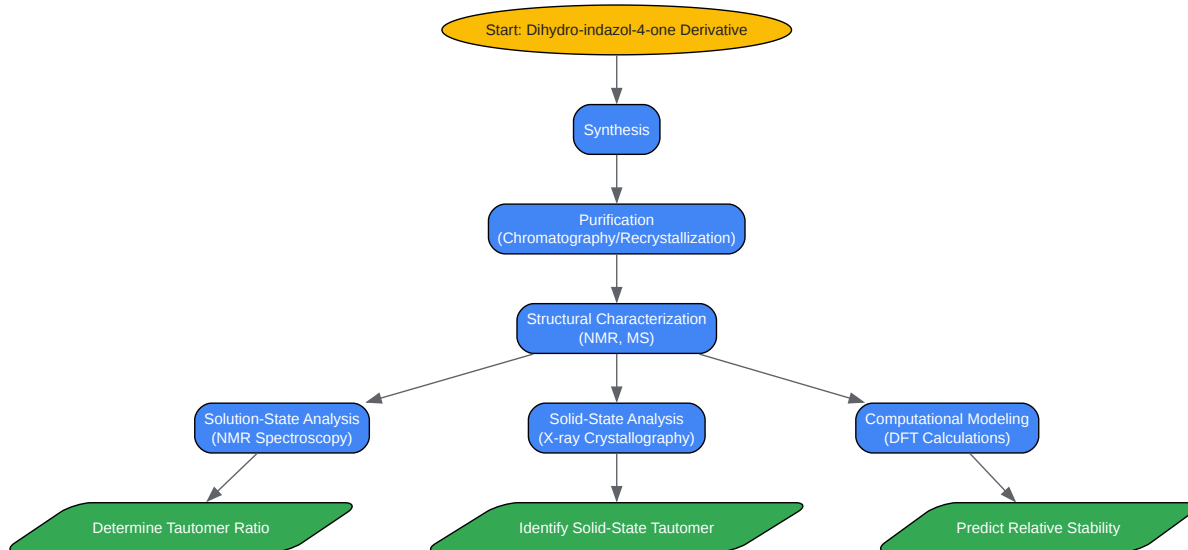 Start: Dihydro-indazol-4-one Derivative
Synthesis
Purification
(Chromatography/Recrystallization)
Structural Characterization
(NMR, MS)
Solution-State Analysis
(NMR Spectroscopy)
Solid-State Analysis
(X-ray Crystallography)
Computational Modeling
(DFT Calculations)
Determine Tautomer Ratio
Identify Solid-State Tautomer
Predict Relative Stability